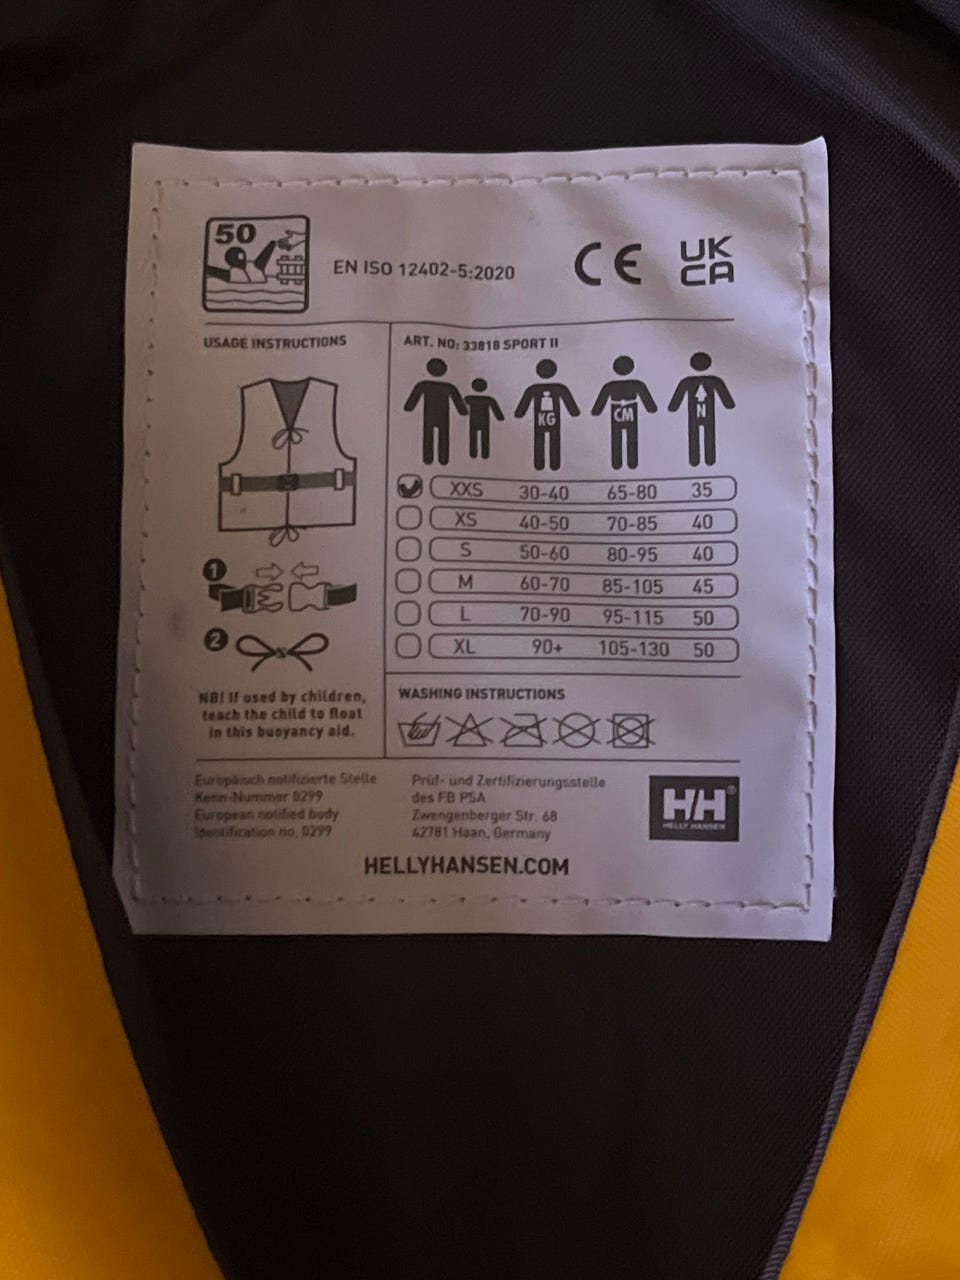 50
EN ISO 12402-5:2020
CE
UK
CA
USAGE INSTRUCTIONS
1
2
NB! If used by children,
teach the child to float
in this buoyancy aid.
ART. NO: 33818 SPORT II
KG CM N
XXS 30-40 65-80 35
XS 40-50 70-85 40
S 50-60 80-95 40
M 60-70 85-105 45
L 70-90 95-115 50
XL 90+ 105-130 50
WASHING INSTRUCTIONS
Europäisch notifizierte Stelle
Kenn-Nummer 0299
European notified body
Identification no. 0299
Prüf- und Zertifizierungsstelle
des FB PSA
Zwengenberger Str. 68
42781 Haan, Germany
HH®
HELLY HANSEN
HELLYHANSEN.COM